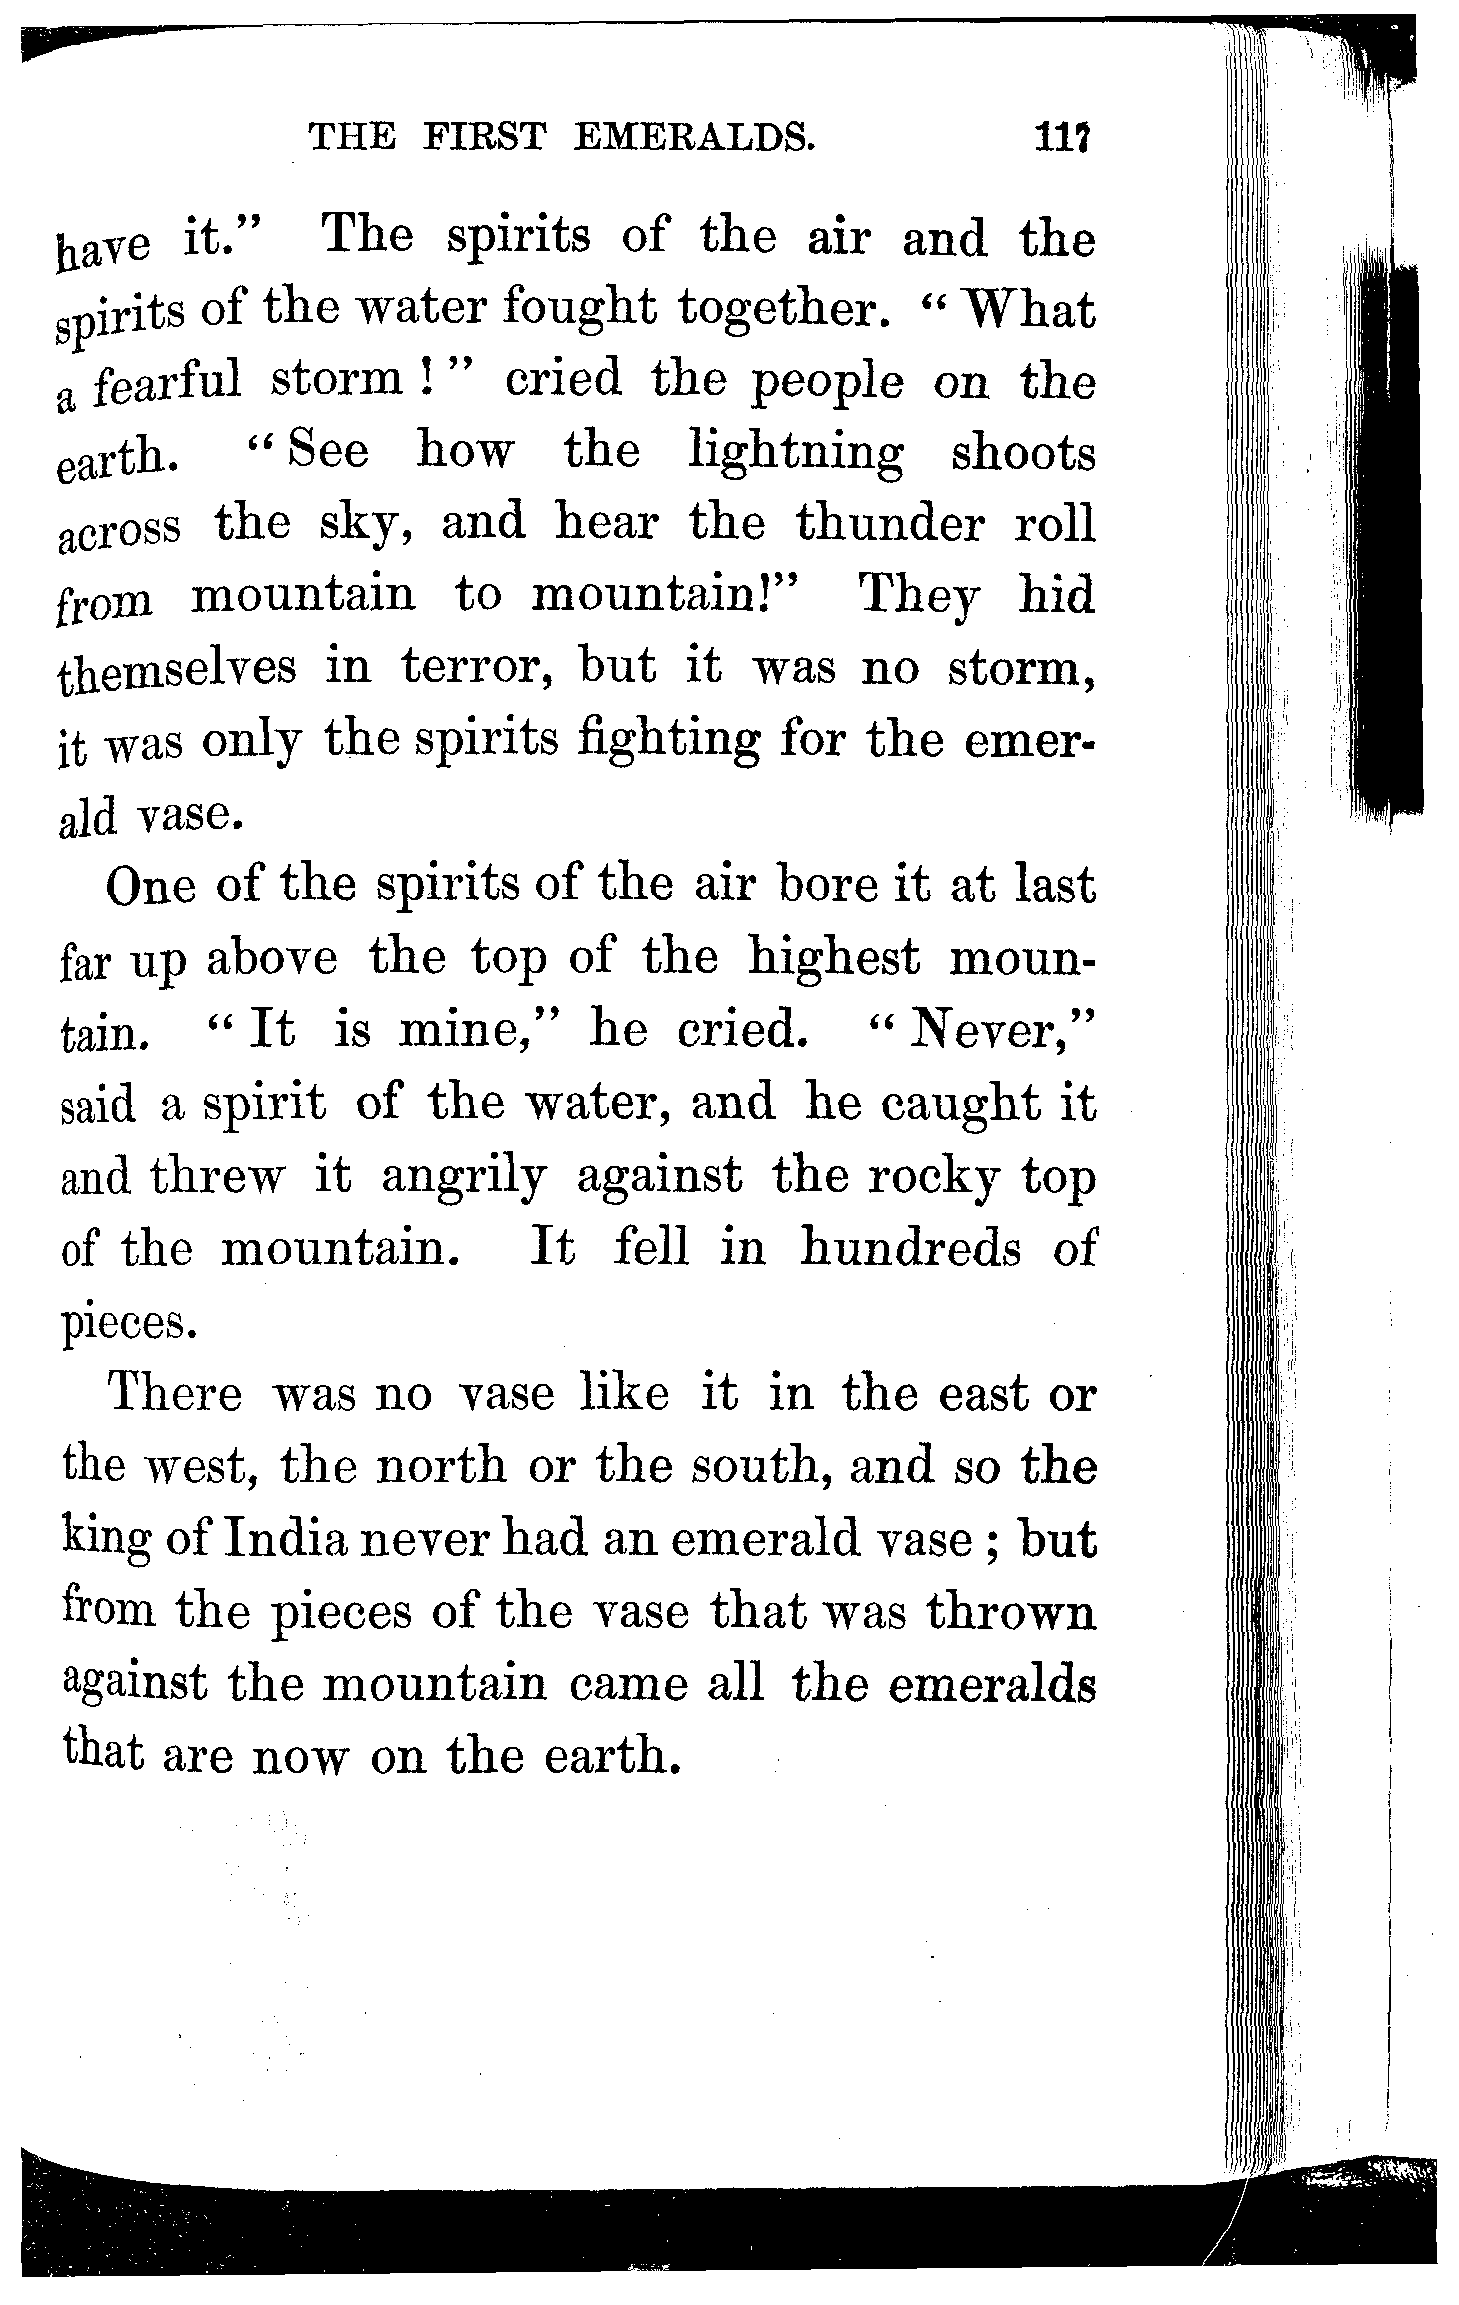 THE FIRST EMERALDS. 117
have it.” The spirits of the air and the
spirits of the water fought together. “ What
a fearful storm ! ” cried the people on the
earth. “ See how the lightning shoots
across the sky, and hear the thunder roll
from mountain to mountain!” They hid
themselves in terror, but it was no storm,
it was only the spirits fighting for the emer-
ald vase.
One of the spirits of the air bore it at last
far up above the top of the highest moun-
tain. “ It is mine,” he cried. “ Never,”
said a spirit of the water, and he caught it
and threw it angrily against the rocky top
of the mountain. It fell in hundreds of
pieces.
There was no vase like it in the east or
the west, the north or the south, and so the
king of India never had an emerald vase ; but
from the pieces of the vase that was thrown
against the mountain came all the emeralds
that are now on the earth.